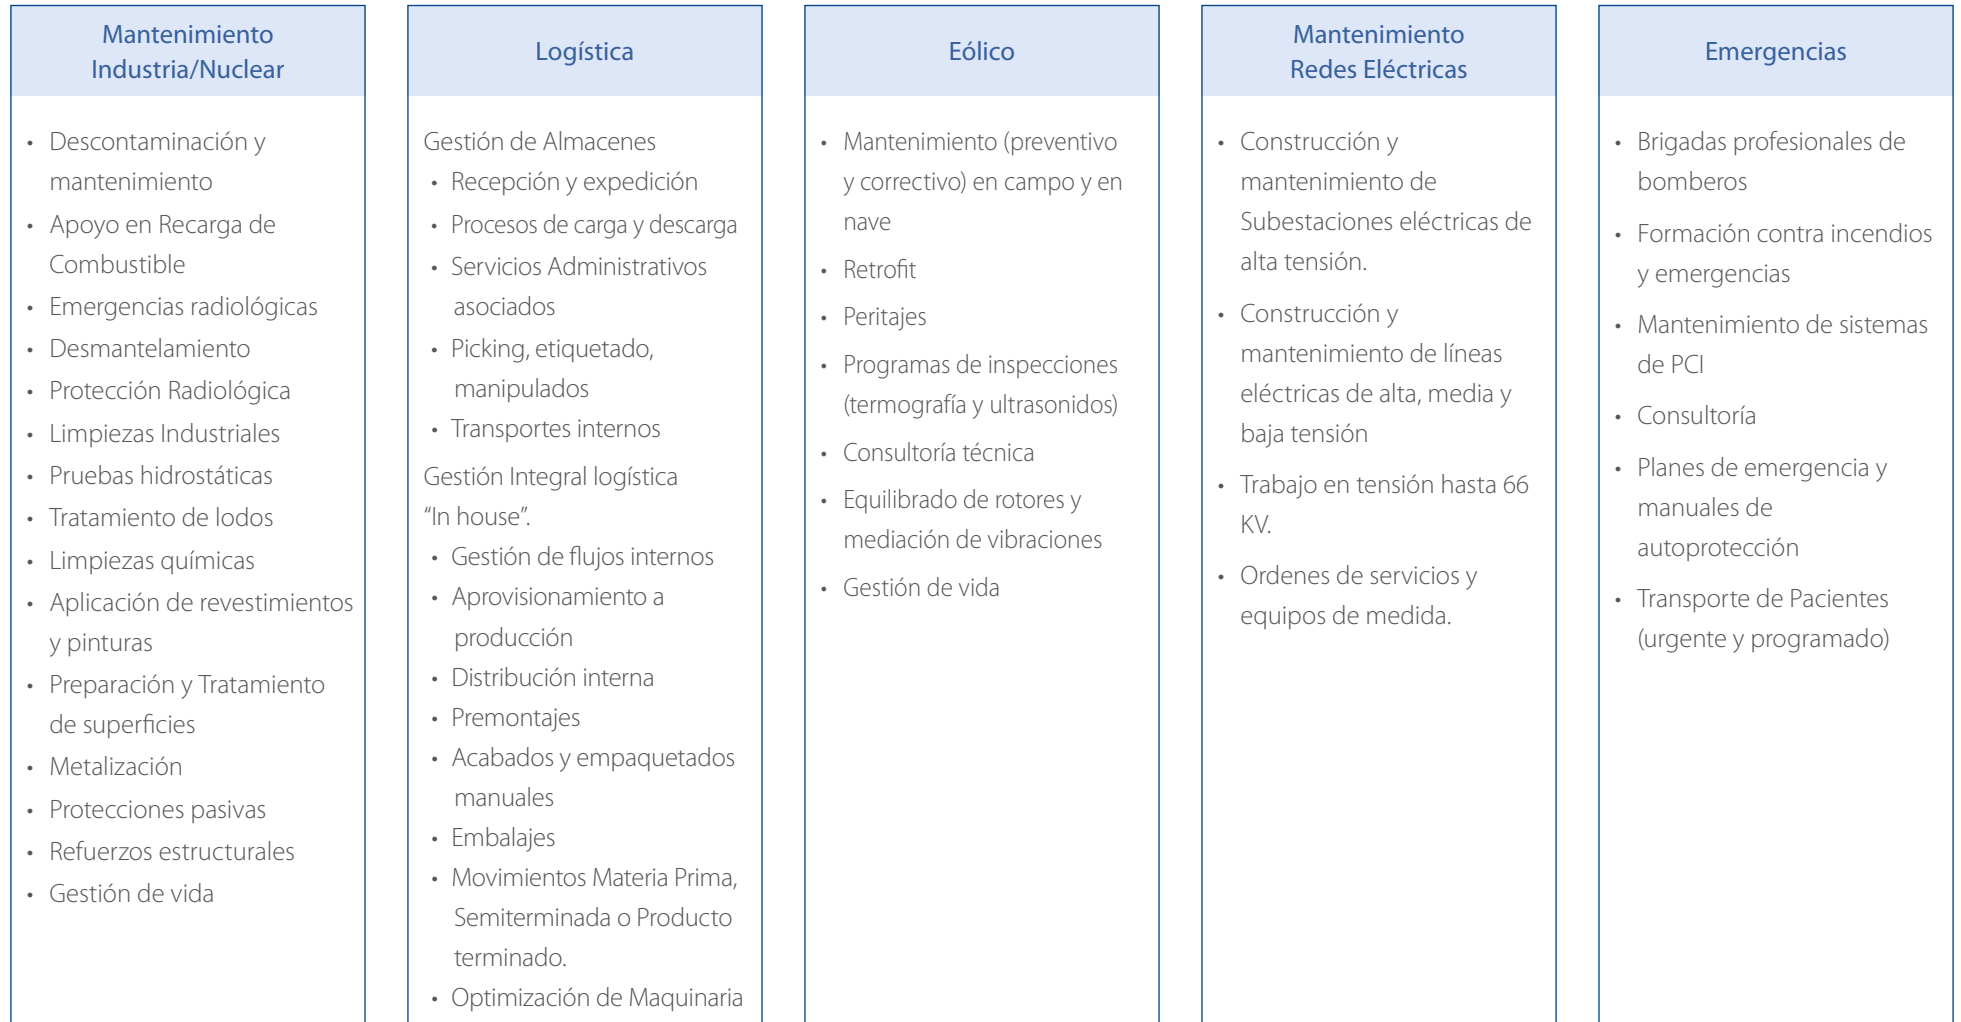 Mantenimiento
Industria/Nuclear
• Descontaminación y
mantenimiento
• Apoyo en Recarga de
Combustible
• Emergencias radiológicas
• Desmantelamiento
• Protección Radiológica
• Limpiezas Industriales
• Pruebas hidrostáticas
• Tratamiento de lodos
• Limpiezas químicas
• Aplicación de revestimientos
y pinturas
• Preparación y Tratamiento
de superficies
• Metalización
• Protecciones pasivas
• Refuerzos estructurales
• Gestión de vida
Logística
Gestión de Almacenes
• Recepción y expedición
• Procesos de carga y descarga
• Servicios Administrativos
asociados
• Picking, etiquetado,
manipulados
• Transportes internos
Gestión Integral logística
“In house”.
• Gestión de flujos internos
• Aprovisionamiento a
producción
• Distribución interna
• Premontajes
• Acabados y empaquetados
manuales
• Embalajes
• Movimientos Materia Prima,
Semiterminada o Producto
terminado.
• Optimización de Maquinaria
Eólico
• Mantenimiento (preventivo
y correctivo) en campo y en
nave
• Retrofit
• Peritajes
• Programas de inspecciones
(termografía y ultrasonidos)
• Consultoría técnica
• Equilibrado de rotores y
mediación de vibraciones
• Gestión de vida
Mantenimiento
Redes Eléctricas
• Construcción y
mantenimiento de
Subestaciones eléctricas de
alta tensión.
• Construcción y
mantenimiento de líneas
eléctricas de alta, media y
baja tensión
• Trabajo en tensión hasta 66
KV.
• Ordenes de servicios y
equipos de medida.
Emergencias
• Brigadas profesionales de
bomberos
• Formación contra incendios
y emergencias
• Mantenimiento de sistemas
de PCI
• Consultoría
• Planes de emergencia y
manuales de
autoprotección
• Transporte de Pacientes
(urgente y programado)